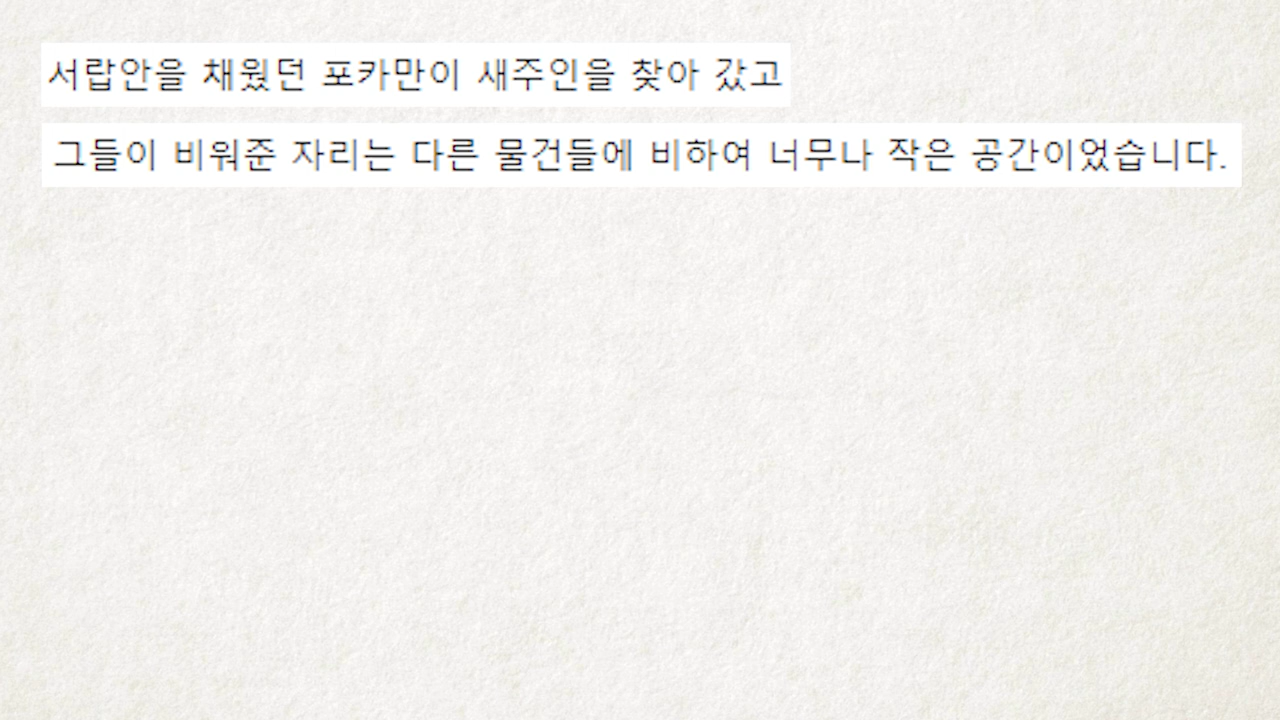 서랍안을 채웠던 포카만이 새주인을 찾아 갔고
그들이 비워준 자리는 다른 물건들에 비하여 너무나 작은 공간이었습니다.